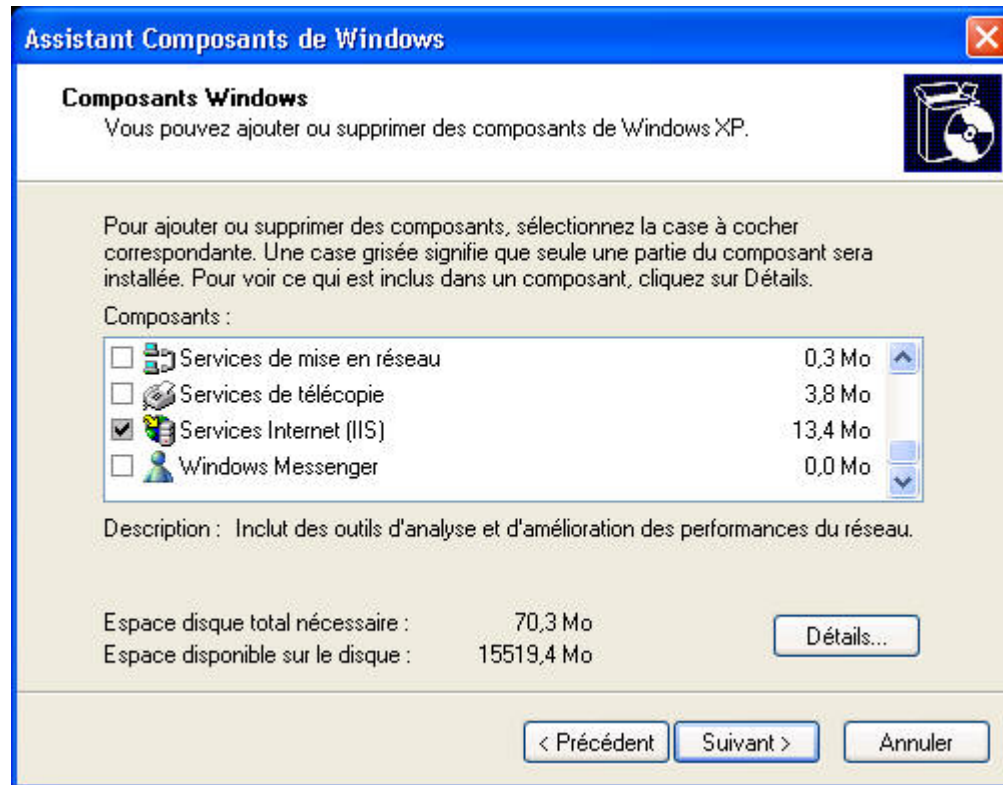 Assistant Composants de Windows
Composants Windows
Vous pouvez ajouter ou supprimer des composants de Windows XP.
Pour ajouter ou supprimer des composants, sélectionnez la case à cocher
correspondante. Une case grisée signifie que seule une partie du composant sera
installée. Pour voir ce qui est inclus dans un composant, cliquez sur Détails.
Composants :
Services de mise en réseau 0,3 Mo
Services de télécopie 3,8 Mo
Services Internet (IIS) 13,4 Mo
Windows Messenger 0,0 Mo
Description : Inclut des outils d'analyse et d'amélioration des performances du réseau.
Espace disque total nécessaire : 70,3 Mo
Espace disponible sur le disque : 15519,4 Mo
Détails...
< Précédent Suivant > Annuler